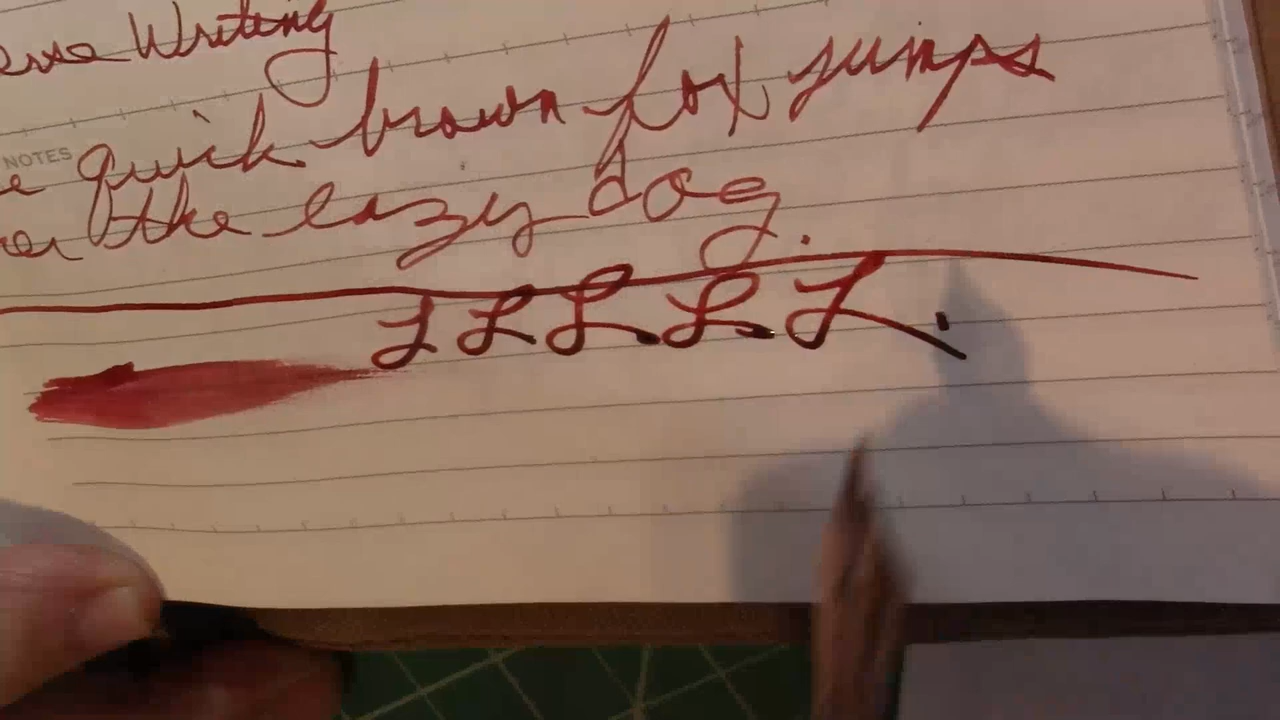 Writing
NOTES
quick brown fox jumps
the lazy dog.
L L L L L.